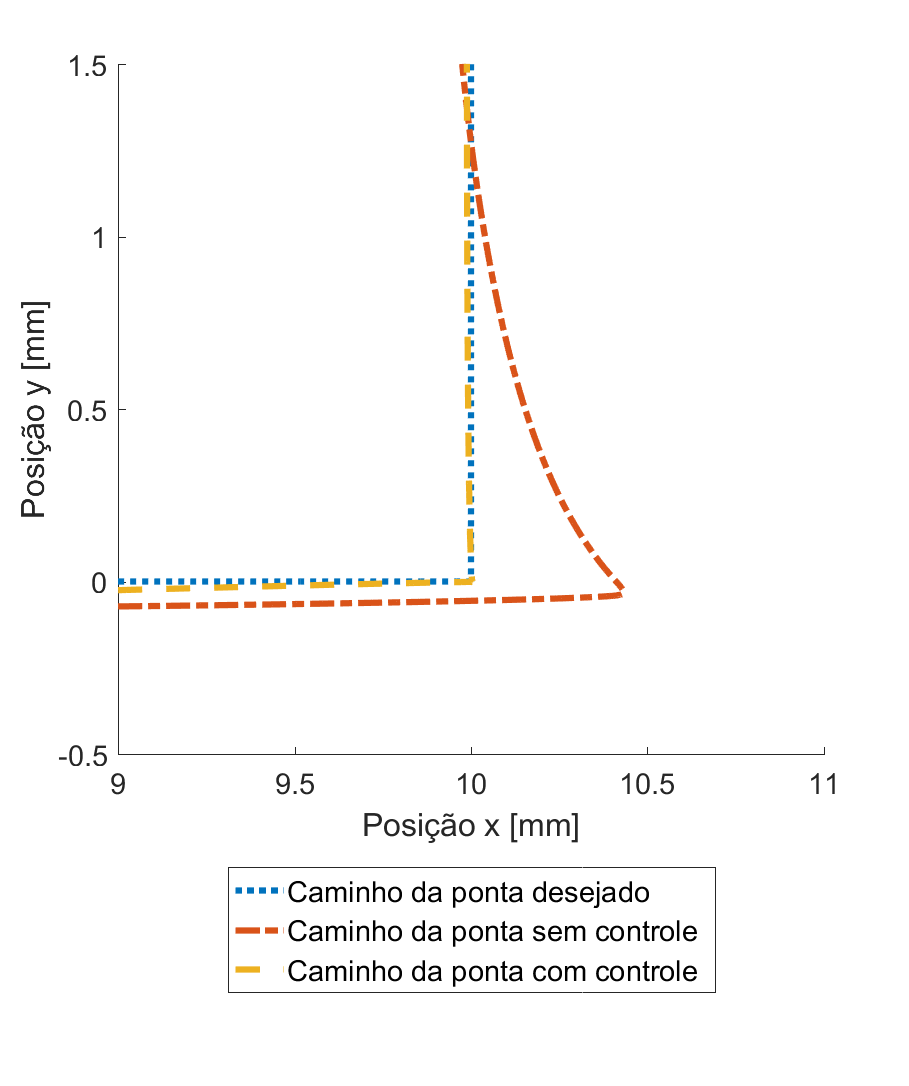 1.5
1
0.5
0
-0.5
Posição y [mm]
9
9.5
10
10.5
11
Posição x [mm]
Caminho da ponta desejado
Caminho da ponta sem controle
Caminho da ponta com controle